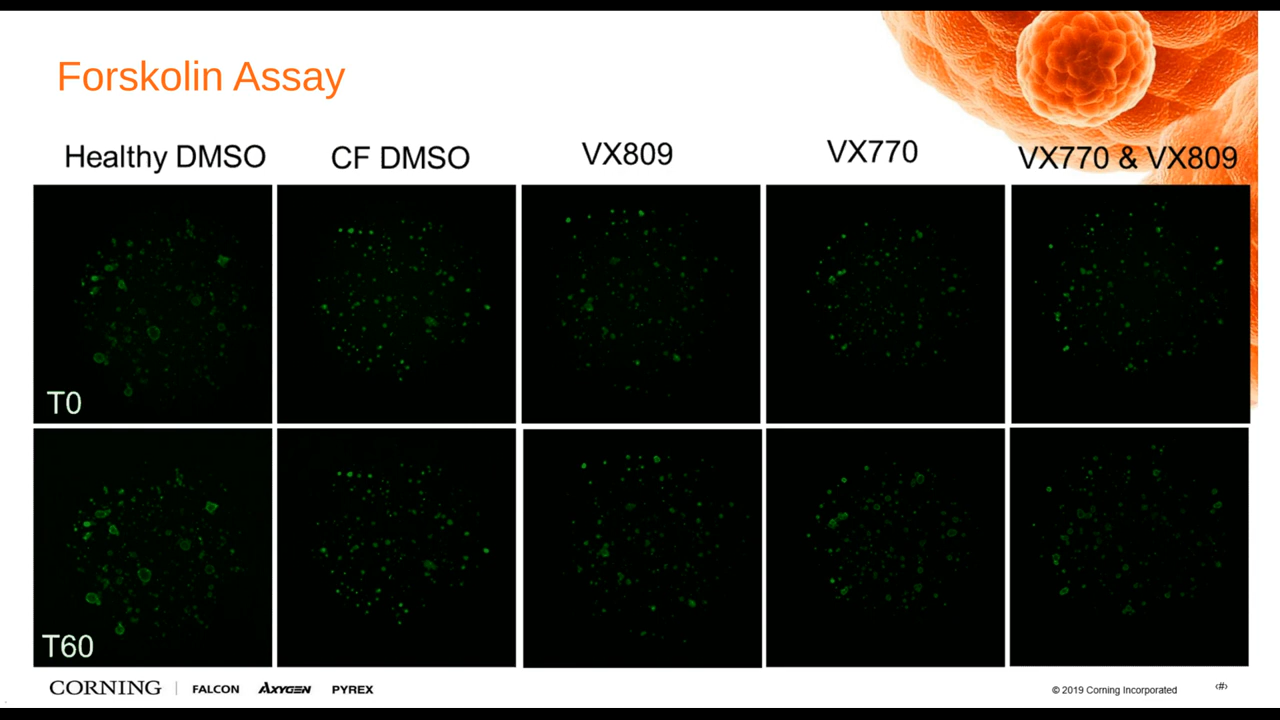 Forskolin Assay
Healthy DMSO
CF DMSO
VX809
VX770
VX770 & VX809
T0
T60
CORNING | FALCON AXYGEN PYREX
© 2019 Corning Incorporated
‹#›